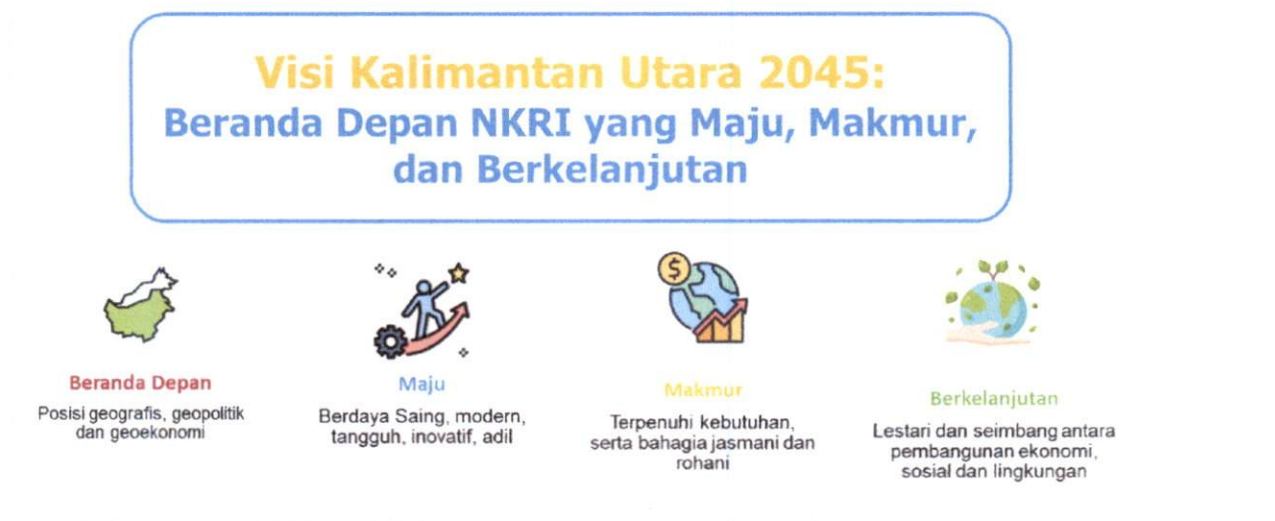 Visi Kalimantan Utara 2045:
Beranda Depan NKRI yang Maju, Makmur,
dan Berkelanjutan
$
Beranda Depan
Posisi geografis, geopolitik
dan geoekonomi
Maju
Berdaya Saing, modern,
tangguh, inovatif, adil
Makmur
Terpenuhi kebutuhan,
serta bahagia jasmani dan
rohani
Berkelanjutan
Lestari dan seimbang antara
pembangunan ekonomi,
sosial dan lingkungan